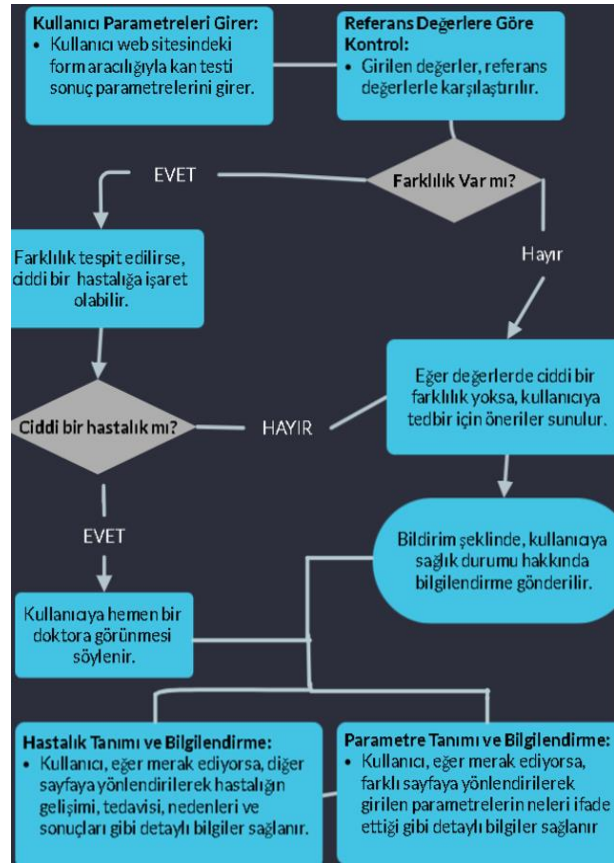 Kullanıcı Parametreleri Girer:
• Kullanıcı web sitesindeki
form aracılığıyla kan testi
sonuç parametrelerini girer.
Referans Değerlere Göre
Kontrol:
• Girilen değerler, referans
değerlerle karşılaştırılır.
EVET
Farklılık Var mı?
Farklılık tespit edilirse,
ciddi bir hastalığa işaret
olabilir.
Hayır
Eğer değerlerde ciddi bir
farklılık yoksa, kullanıcıya
tedbir için öneriler sunulur.
Ciddi bir hastalık mı?
HAYIR
EVET
Bildirim şeklinde, kullanıcıya
sağlık durumu hakkında
bilgilendirme gönderilir.
Kullanıcıya hemen bir
doktora görünmesi
söylenir.
Hastalık Tanımı ve Bilgilendirme:
• Kullanıcı, eğer merak ediyorsa, diğer
sayfaya yönlendirilerek hastalığın
gelişimi, tedavisi, nedenleri ve
sonuçları gibi detaylı bilgiler sağlanır.
Parametre Tanımı ve Bilgilendirme:
• Kullanıcı, eğer merak ediyorsa,
farklı sayfaya yönlendirilerek
girilen parametrelerin neleri ifade
ettiği gibi detaylı bilgiler sağlanır